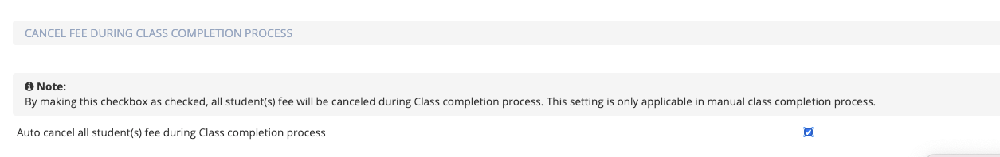 CANCEL FEE DURING CLASS COMPLETION PROCESS
Note:
By making this checkbox as checked, all student(s) fee will be canceled during Class completion process. This setting is only applicable in manual class completion process.
Auto cancel all student(s) fee during Class completion process